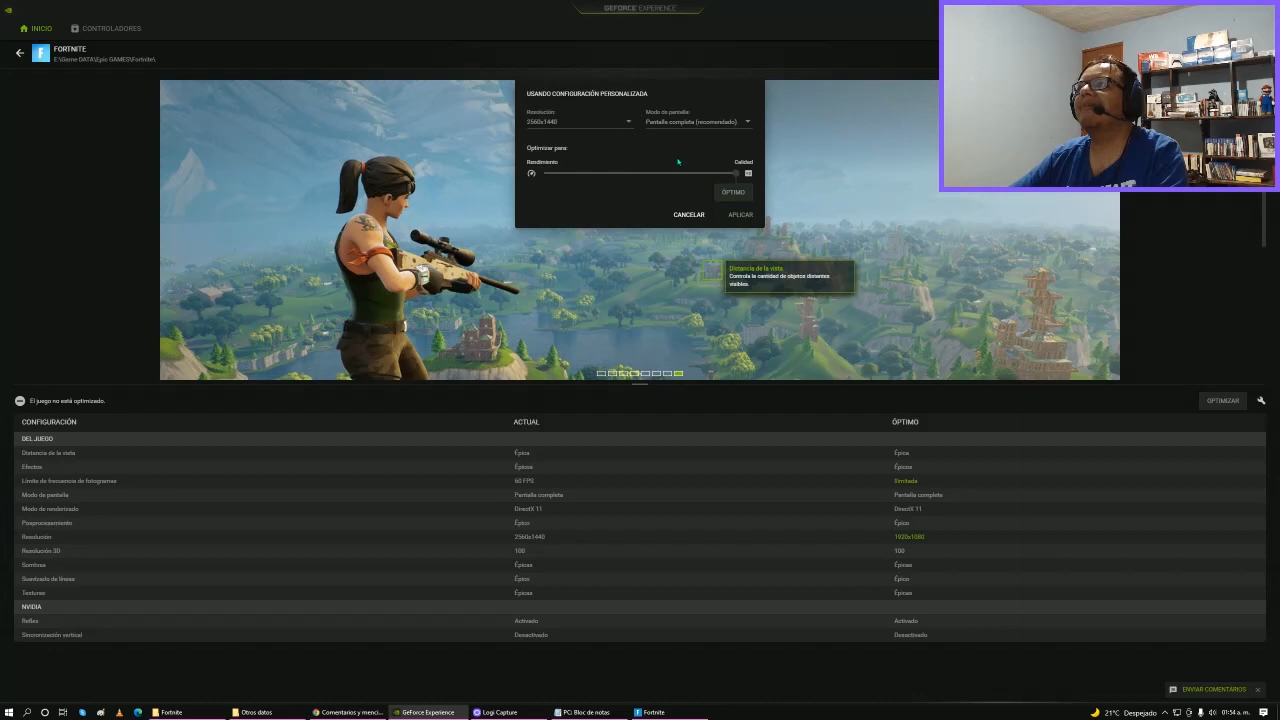 GEFORCE EXPERIENCE
INICIO
CONTROLADORES
FORTNITE
E:\Game DATA\Epic GAMES\Fortnite\
USANDO CONFIGURACIÓN PERSONALIZADA
Resolución:
2560x1440
Modo de pantalla:
Pantalla completa (recomendado)
Optimizar para:
Rendimiento
Calidad
ÓPTIMO
CANCELAR
APLICAR
Distancia de la vista
Controla la cantidad de objetos distantes
visibles.
El juego no está optimizado.
OPTIMIZAR
CONFIGURACIÓN ACTUAL ÓPTIMO
DEL JUEGO
Distancia de la vista Épica Épica
Efectos Épicos Épicos
Límite de frecuencia de fotogramas 60 FPS Ilimitada
Modo de pantalla Pantalla completa Pantalla completa
Modo de renderizado DirectX 11 DirectX 11
Posprocesamiento Épico Épico
Resolución 2560x1440 1920x1080
Resolución 3D 100 100
Sombras Épicas Épicas
Suavizado de líneas Épico Épico
Texturas Épicas Épicas
NVIDIA
Reflex Activado Activado
Sincronización vertical Desactivado Desactivado
ENVIAR COMENTARIOS
Fortnite
Otros datos
Comentarios y menci...
GeForce Experience
Logi Capture
PC: Bloc de notas
Fortnite
21°C Despejado
01:54 a. m.